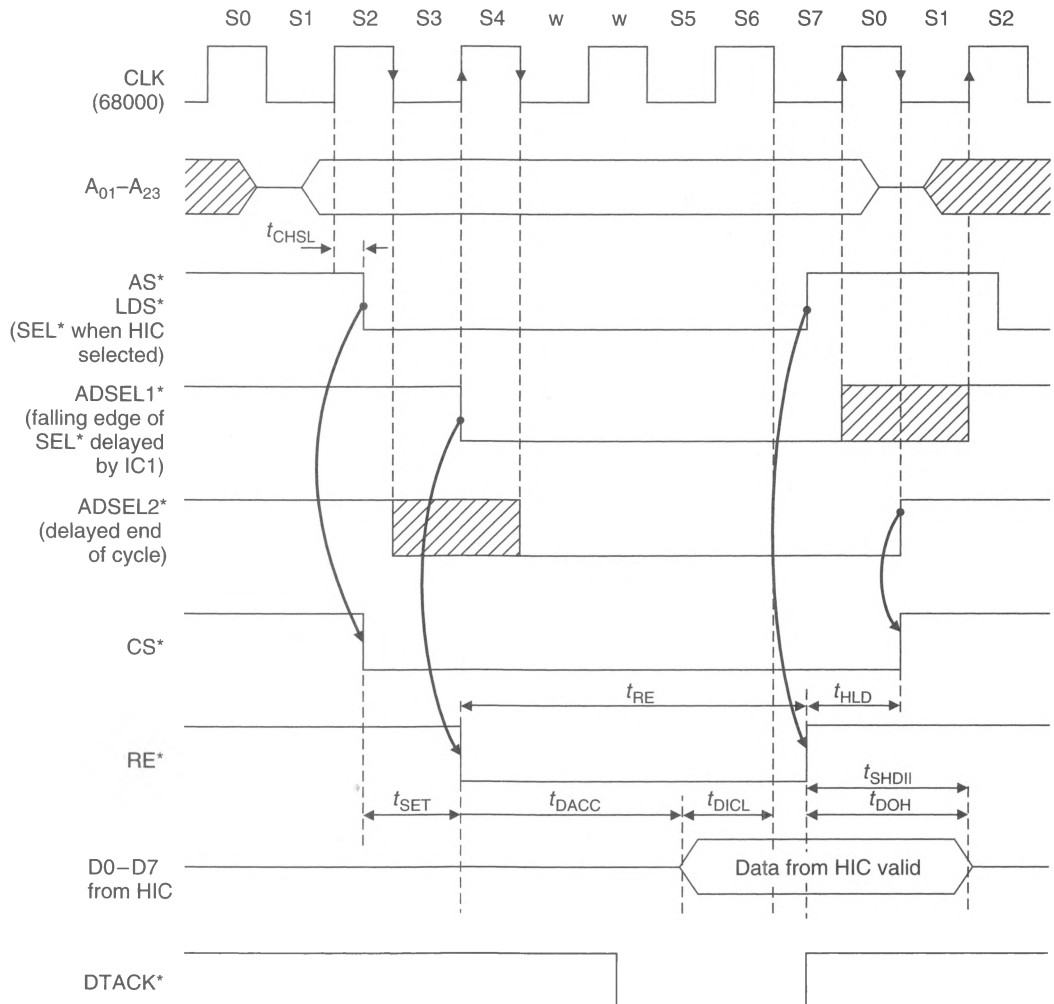 S0 S1 S2 S3 S4 w w S5 S6 S7 S0 S1 S2
CLK
(68000)
A01–A23
tCHSL
AS*
LDS*
(SEL* when HIC
selected)
ADSEL1*
(falling edge of
SEL* delayed
by IC1)
ADSEL2*
(delayed end
of cycle)
CS*
tRE tHLD
RE*
tSHDII
tSET tDACC tDICL tDOH
D0–D7
from HIC
Data from HIC valid
DTACK*